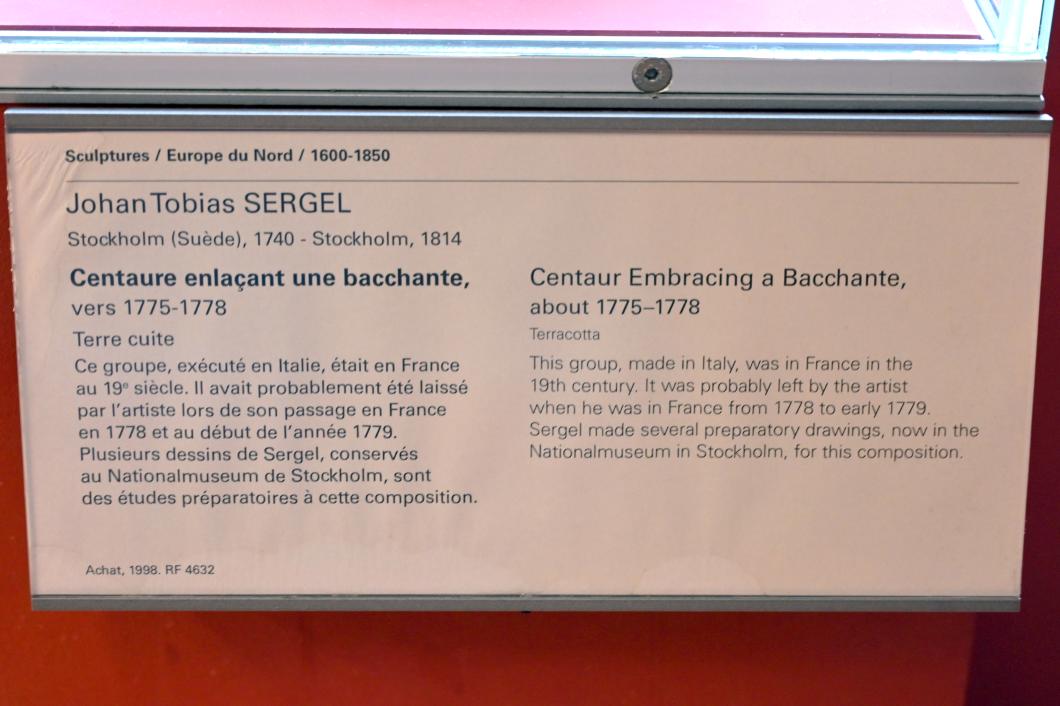 Sculptures / Europe du Nord / 1600-1850
Johan Tobias SERGEL
Stockholm (Suède), 1740 - Stockholm, 1814
Centaure enlaçant une bacchante,
vers 1775-1778
Terre cuite
Ce groupe, exécuté en Italie, était en France
au 19e siècle. Il avait probablement été laissé
par l'artiste lors de son passage en France
en 1778 et au début de l'année 1779.
Plusieurs dessins de Sergel, conservés
au Nationalmuseum de Stockholm, sont
des études préparatoires à cette composition.
Achat, 1998. RF 4632
Centaur Embracing a Bacchante,
about 1775–1778
Terracotta
This group, made in Italy, was in France in the
19th century. It was probably left by the artist
when he was in France from 1778 to early 1779.
Sergel made several preparatory drawings, now in the
Nationalmuseum in Stockholm, for this composition.